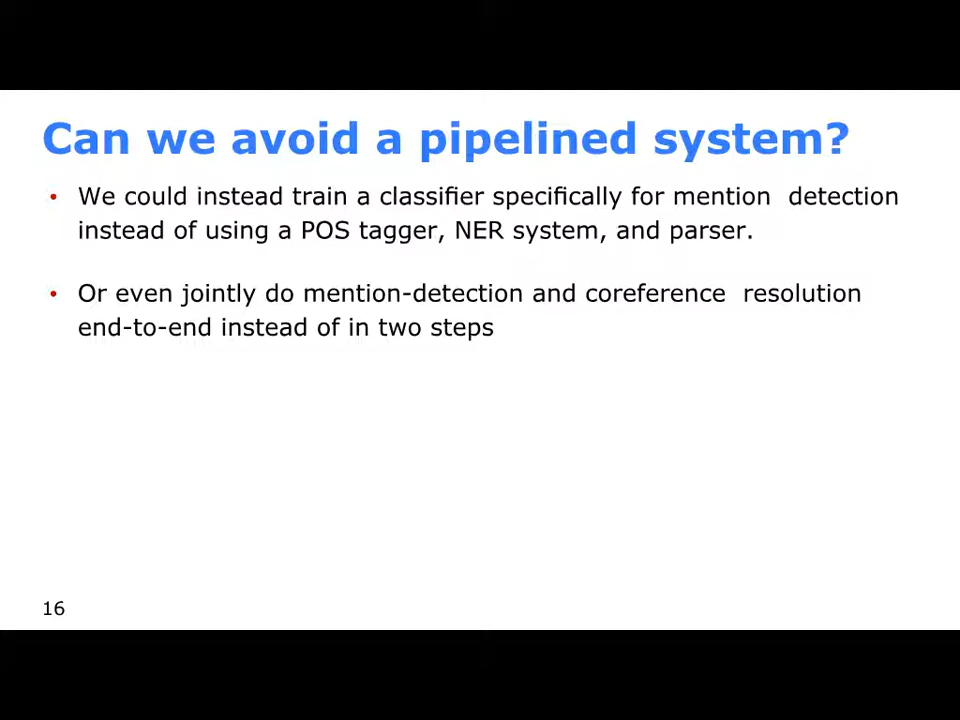 Can we avoid a pipelined system?
• We could instead train a classifier specifically for mention detection
instead of using a POS tagger, NER system, and parser.
• Or even jointly do mention-detection and coreference resolution
end-to-end instead of in two steps
16